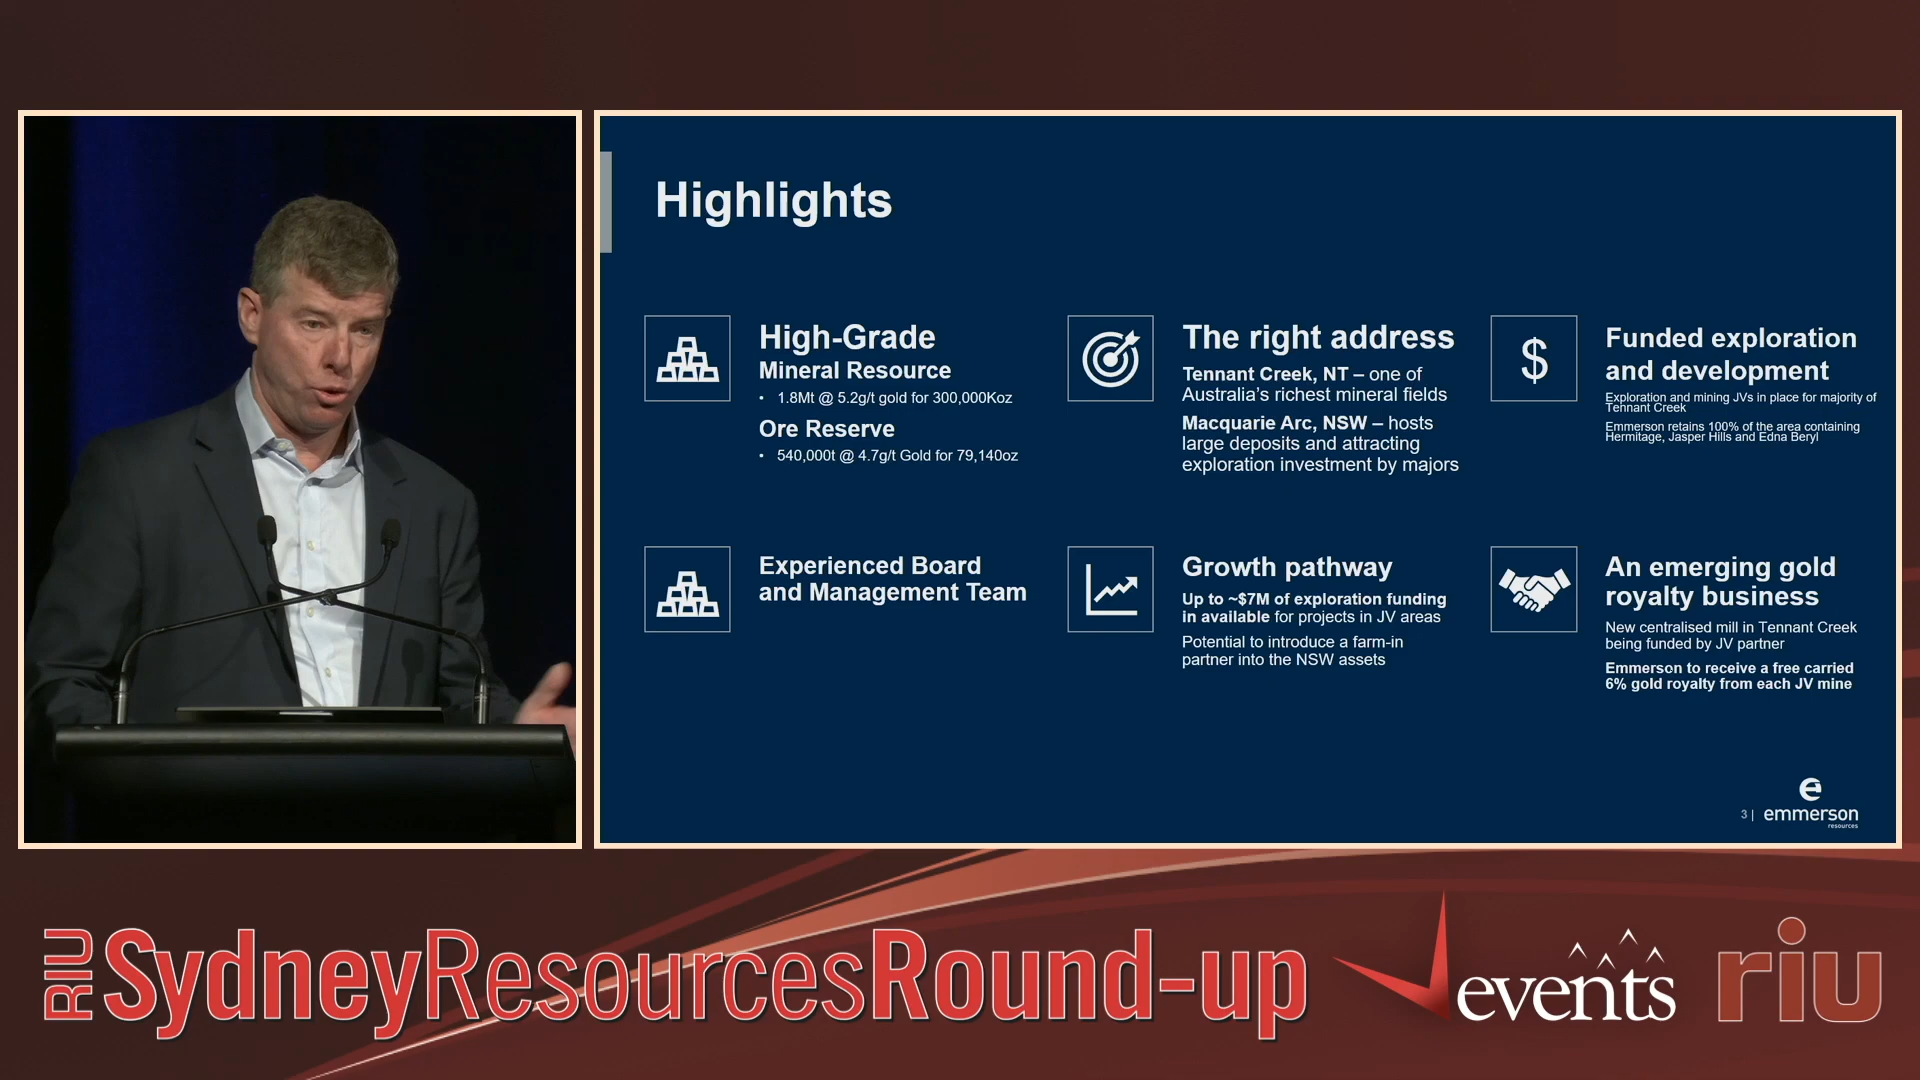 Highlights
High-Grade
Mineral Resource
• 1.8Mt @ 5.2g/t gold for 300,000Koz
Ore Reserve
• 540,000t @ 4.7g/t Gold for 79,140oz
The right address
Tennant Creek, NT – one of
Australia's richest mineral fields
Macquarie Arc, NSW – hosts
large deposits and attracting
exploration investment by majors
$
Funded exploration
and development
Exploration and mining JVs in place for majority of
Tennant Creek
Emmerson retains 100% of the area containing
Hermitage, Jasper Hills and Edna Beryl
Experienced Board
and Management Team
Growth pathway
Up to ~$7M of exploration funding
in available for projects in JV areas
Potential to introduce a farm-in
partner into the NSW assets
An emerging gold
royalty business
New centralised mill in Tennant Creek
being funded by JV partner
Emmerson to receive a free carried
6% gold royalty from each JV mine
3 |
e
emmerson
resources
RIU SydneyResourcesRound-up
events
riu